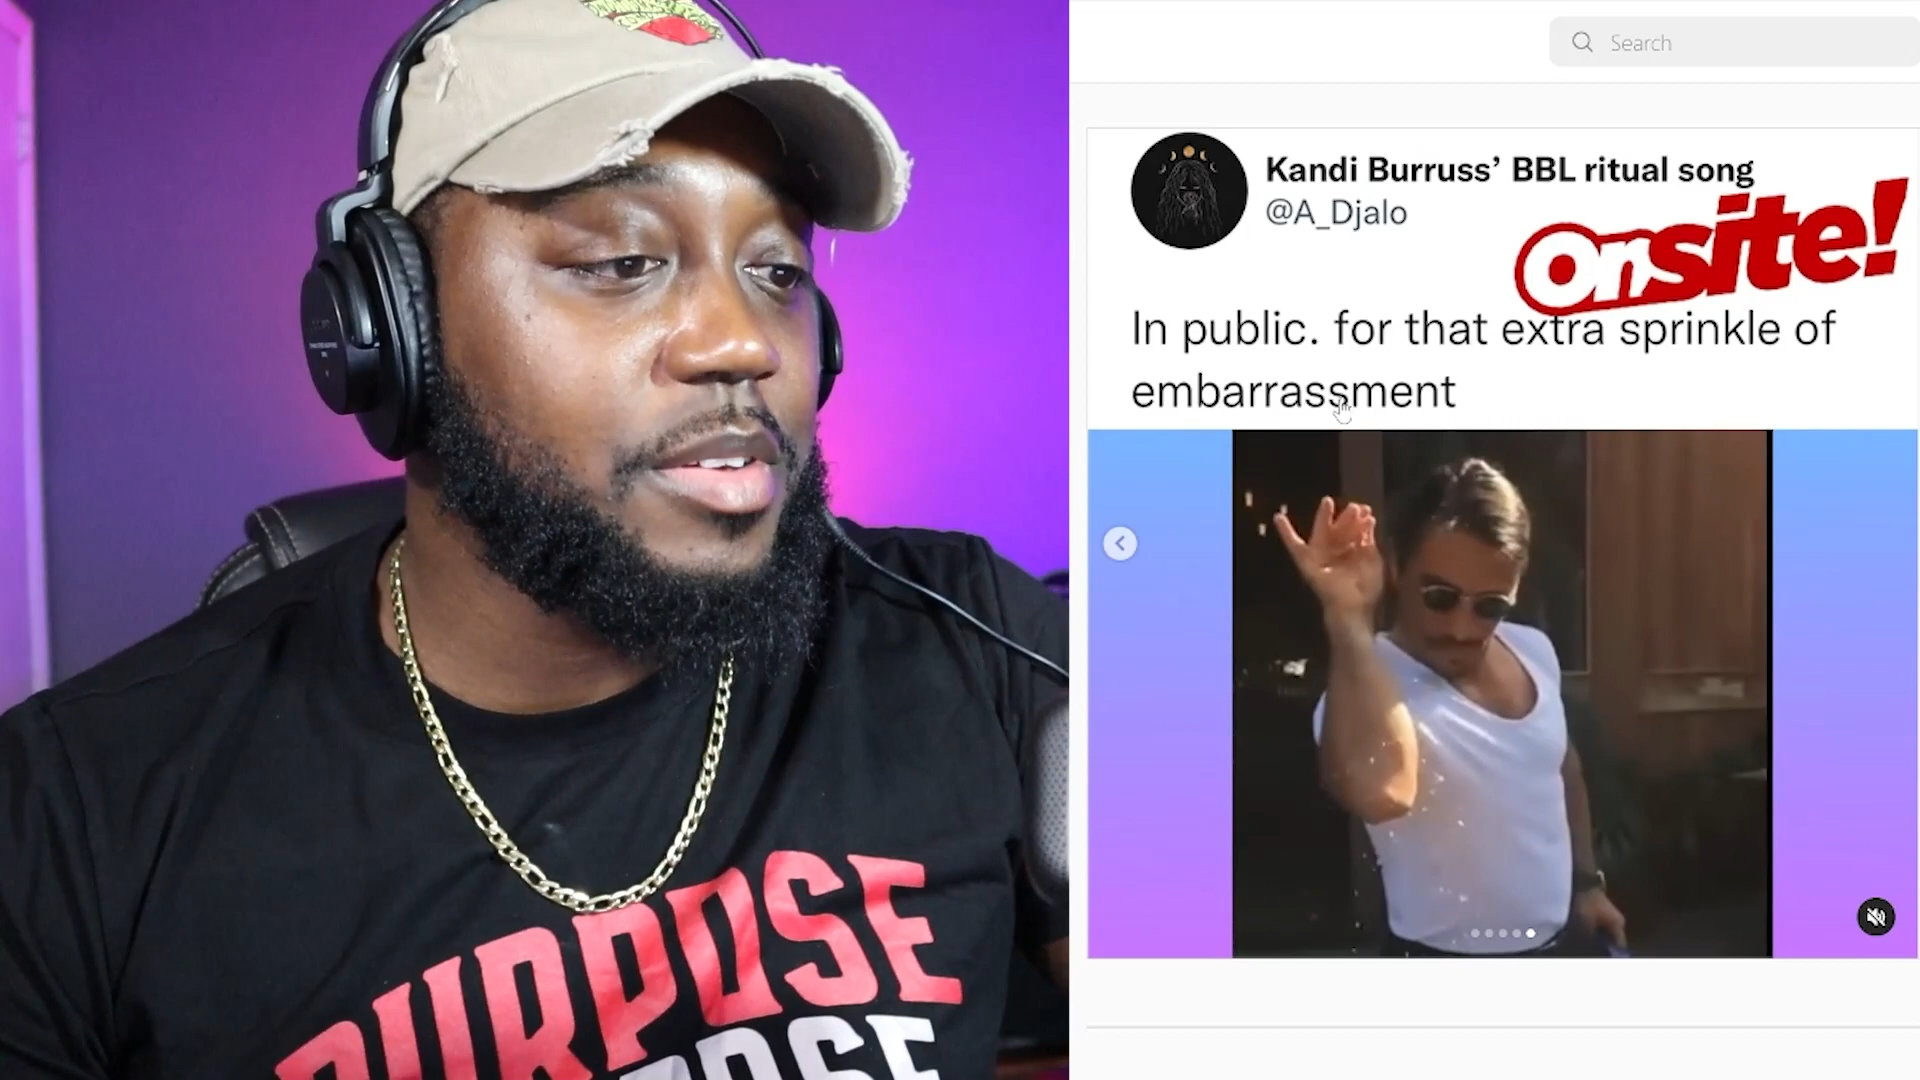 Search
Kandi Burruss’ BBL ritual song
@A_Djalo
Onsite!
In public. for that extra sprinkle of
embarrassment
PURPOSE